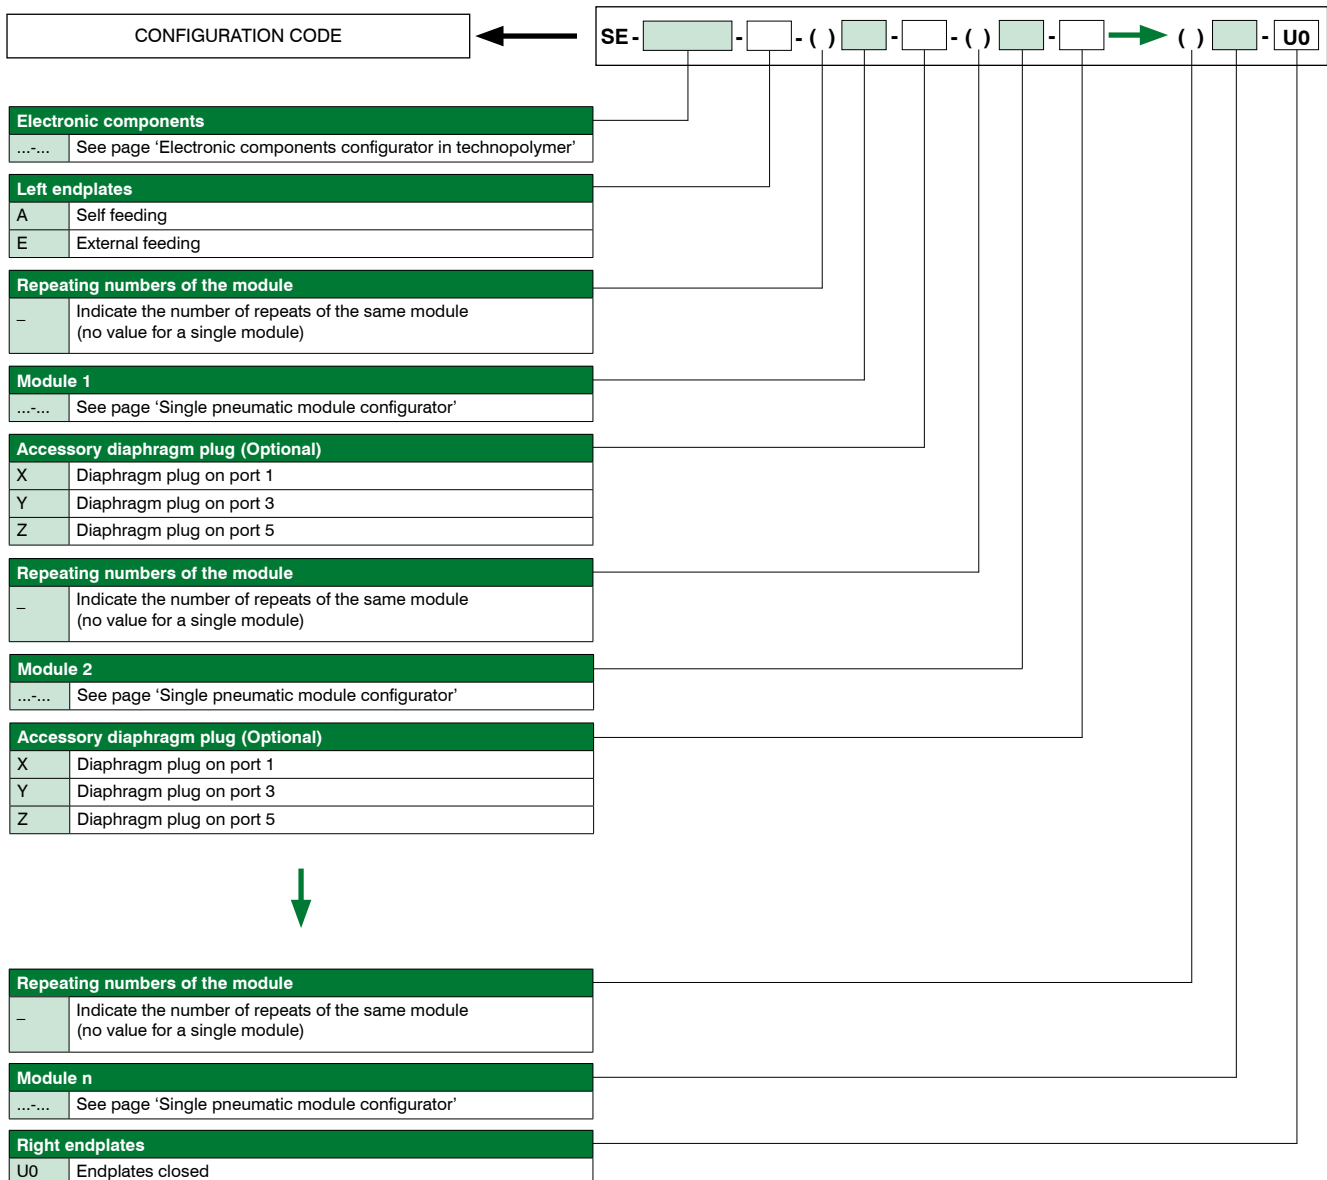 CONFIGURATION CODE
SE - - - ( ) - - ( ) - ( ) - U0
Electronic components
...-... See page ‘Electronic components configurator in technopolymer’
Left endplates
A Self feeding
E External feeding
Repeating numbers of the module
_ Indicate the number of repeats of the same module
(no value for a single module)
Module 1
...-... See page ‘Single pneumatic module configurator’
Accessory diaphragm plug (Optional)
X Diaphragm plug on port 1
Y Diaphragm plug on port 3
Z Diaphragm plug on port 5
Repeating numbers of the module
_ Indicate the number of repeats of the same module
(no value for a single module)
Module 2
...-... See page ‘Single pneumatic module configurator’
Accessory diaphragm plug (Optional)
X Diaphragm plug on port 1
Y Diaphragm plug on port 3
Z Diaphragm plug on port 5
Repeating numbers of the module
_ Indicate the number of repeats of the same module
(no value for a single module)
Module n
...-... See page ‘Single pneumatic module configurator’
Right endplates
U0 Endplates closed